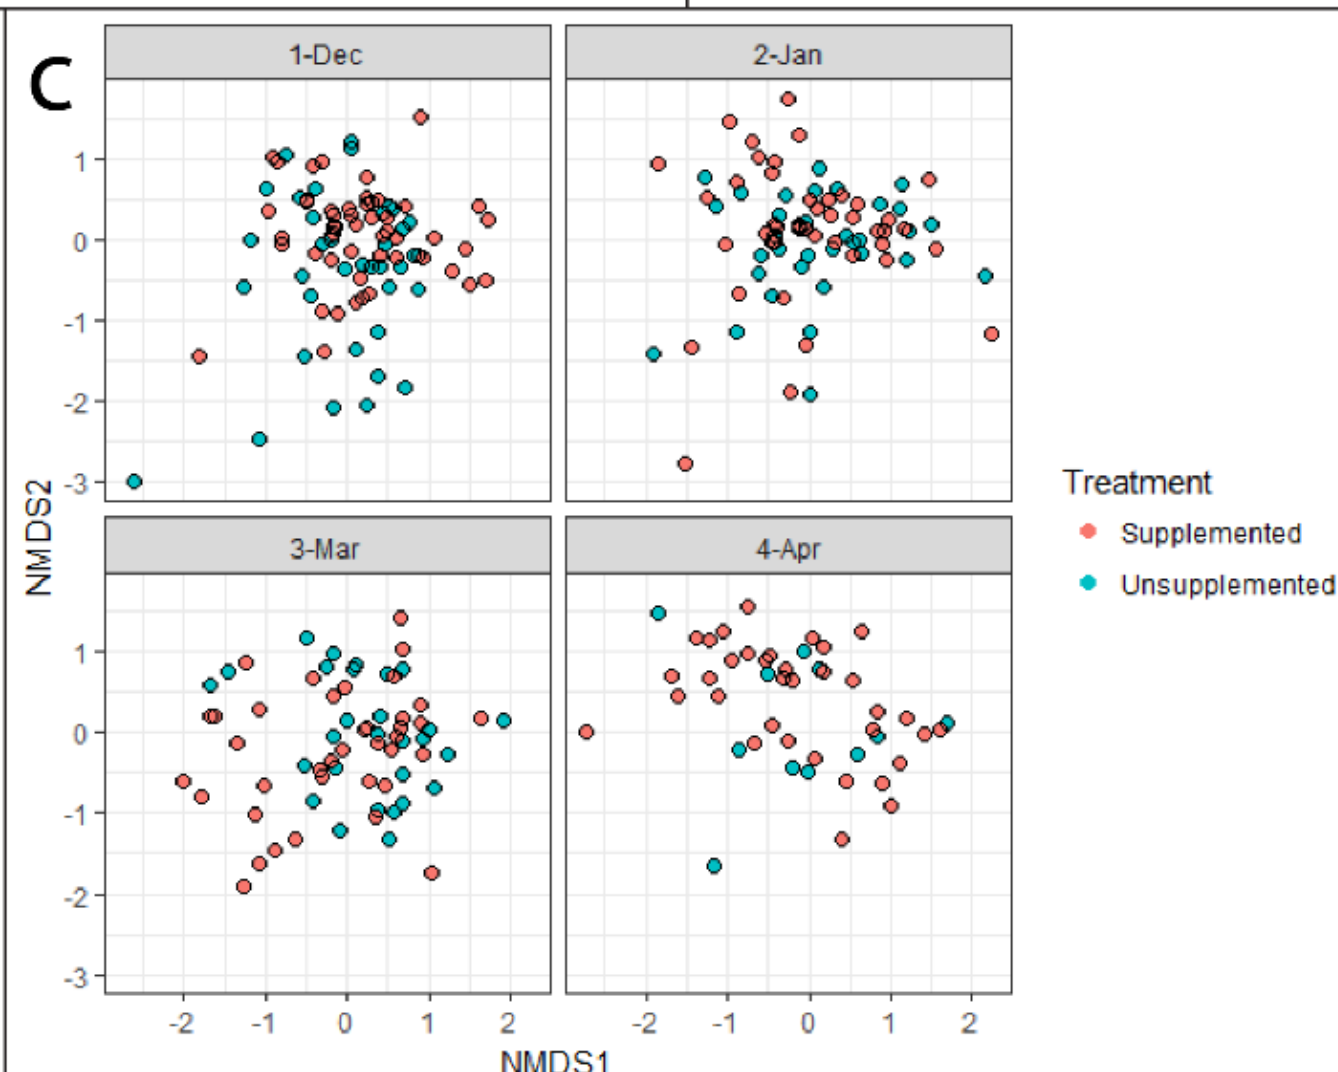 C
1-Dec
2-Jan
1
0
-1
-2
-3
NMDS2
3-Mar
4-Apr
1
0
-1
-2
-3
-2 -1 0 1 2
-2 -1 0 1 2
NMDS1
Treatment
Supplemented
Unsupplemented